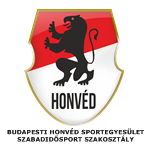 HONVÉD
BUDAPESTI HONVÉD SPORTEGYESÜLET
SZABADIDŐSPORT SZAKOSZTÁLY